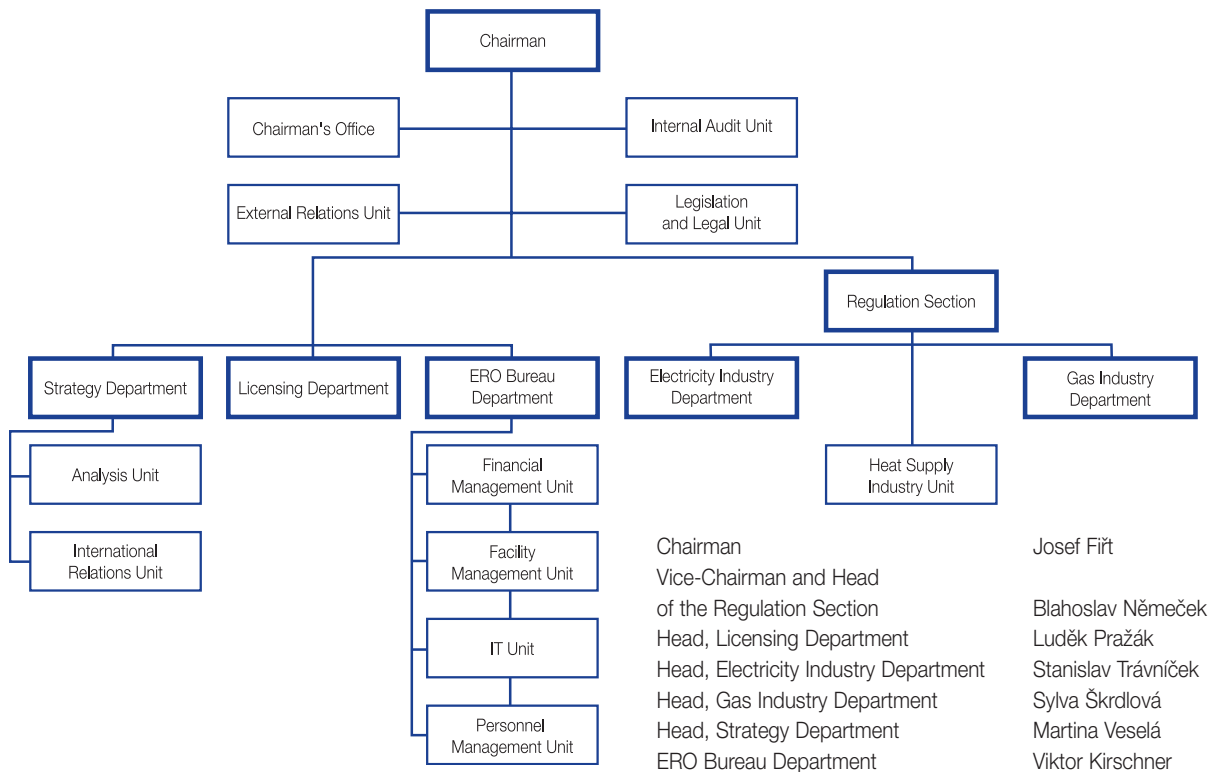 Chairman
Chairman's Office
Internal Audit Unit
External Relations Unit
Legislation
and Legal Unit
Regulation Section
Strategy Department
Licensing Department
ERO Bureau
Department
Electricity Industry
Department
Gas Industry
Department
Analysis Unit
Financial
Management Unit
Heat Supply
Industry Unit
International
Relations Unit
Facility
Management Unit
IT Unit
Personnel
Management Unit
Chairman Josef Fiřt
Vice-Chairman and Head
of the Regulation Section Blahoslav Němeček
Head, Licensing Department Luděk Pražák
Head, Electricity Industry Department Stanislav Trávníček
Head, Gas Industry Department Sylva Škrdlová
Head, Strategy Department Martina Veselá
ERO Bureau Department Viktor Kirschner